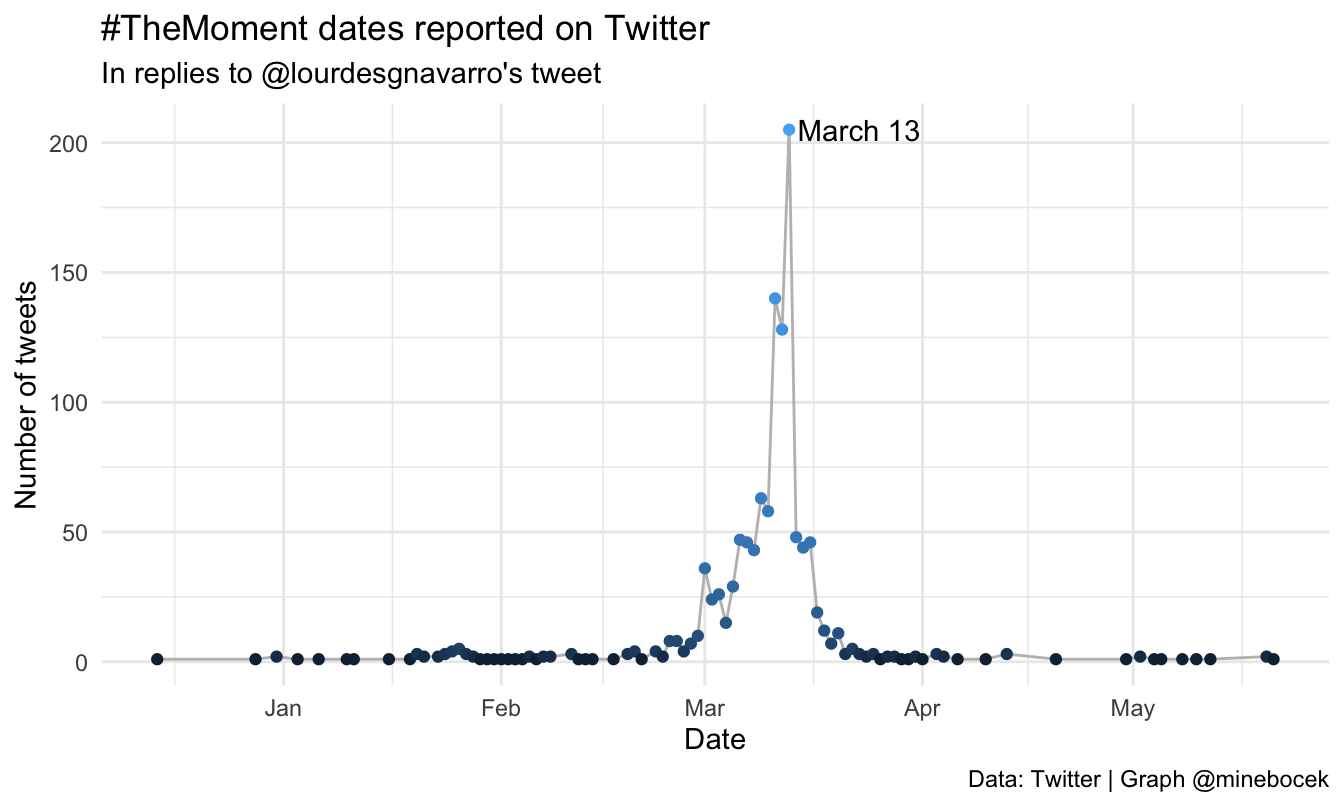 #TheMoment dates reported on Twitter
In replies to @lourdesgnavarro's tweet
March 13
200
150
100
50
0
Number of tweets
Jan Feb Mar Apr May
Date
Data: Twitter | Graph @minebocek